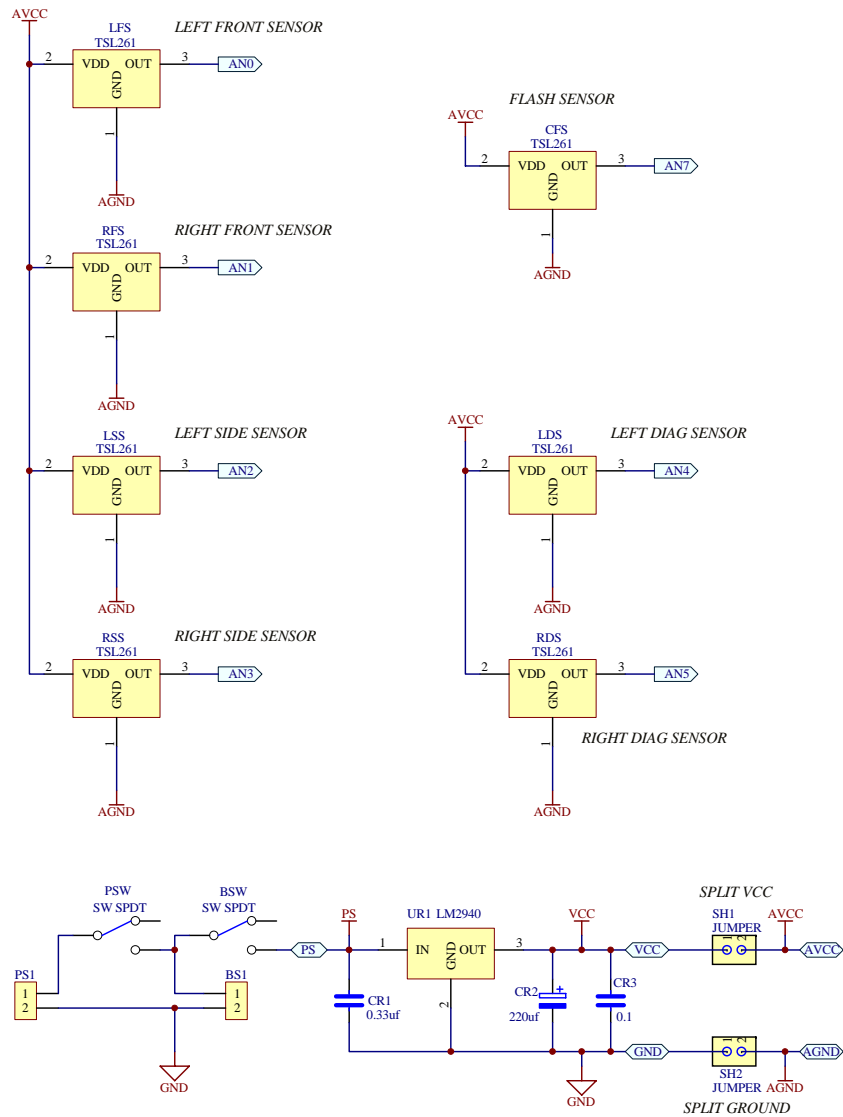 AVCC
LFS
TSL261
LEFT FRONT SENSOR
2 VDD OUT 3 AN0
GND
1
AGND
FLASH SENSOR
AVCC
CFS
TSL261
2 VDD OUT 3 AN7
GND
1
AGND
RFS
TSL261
RIGHT FRONT SENSOR
2 VDD OUT 3 AN1
GND
1
AGND
LSS
TSL261
LEFT SIDE SENSOR
2 VDD OUT 3 AN2
GND
1
AGND
AVCC
LDS
TSL261
LEFT DIAG SENSOR
2 VDD OUT 3 AN4
GND
1
AGND
RSS
TSL261
RIGHT SIDE SENSOR
2 VDD OUT 3 AN3
GND
1
AGND
RDS
TSL261
2 VDD OUT 3 AN5
GND
1
RIGHT DIAG SENSOR
AGND
PSW
SW SPDT
BSW
SW SPDT
PS1
1
2
BS1
1
2
GND
PS
PS
UR1 LM2940
1 IN OUT 3
GND
2
CR1
0.33uf
VCC
CR2
+
220uf
CR3
0.1
VCC
SPLIT VCC
SH1
JUMPER
1 2
AVCC
AVCC
GND
GND
1 2
SH2
JUMPER
AGND
AGND
SPLIT GROUND